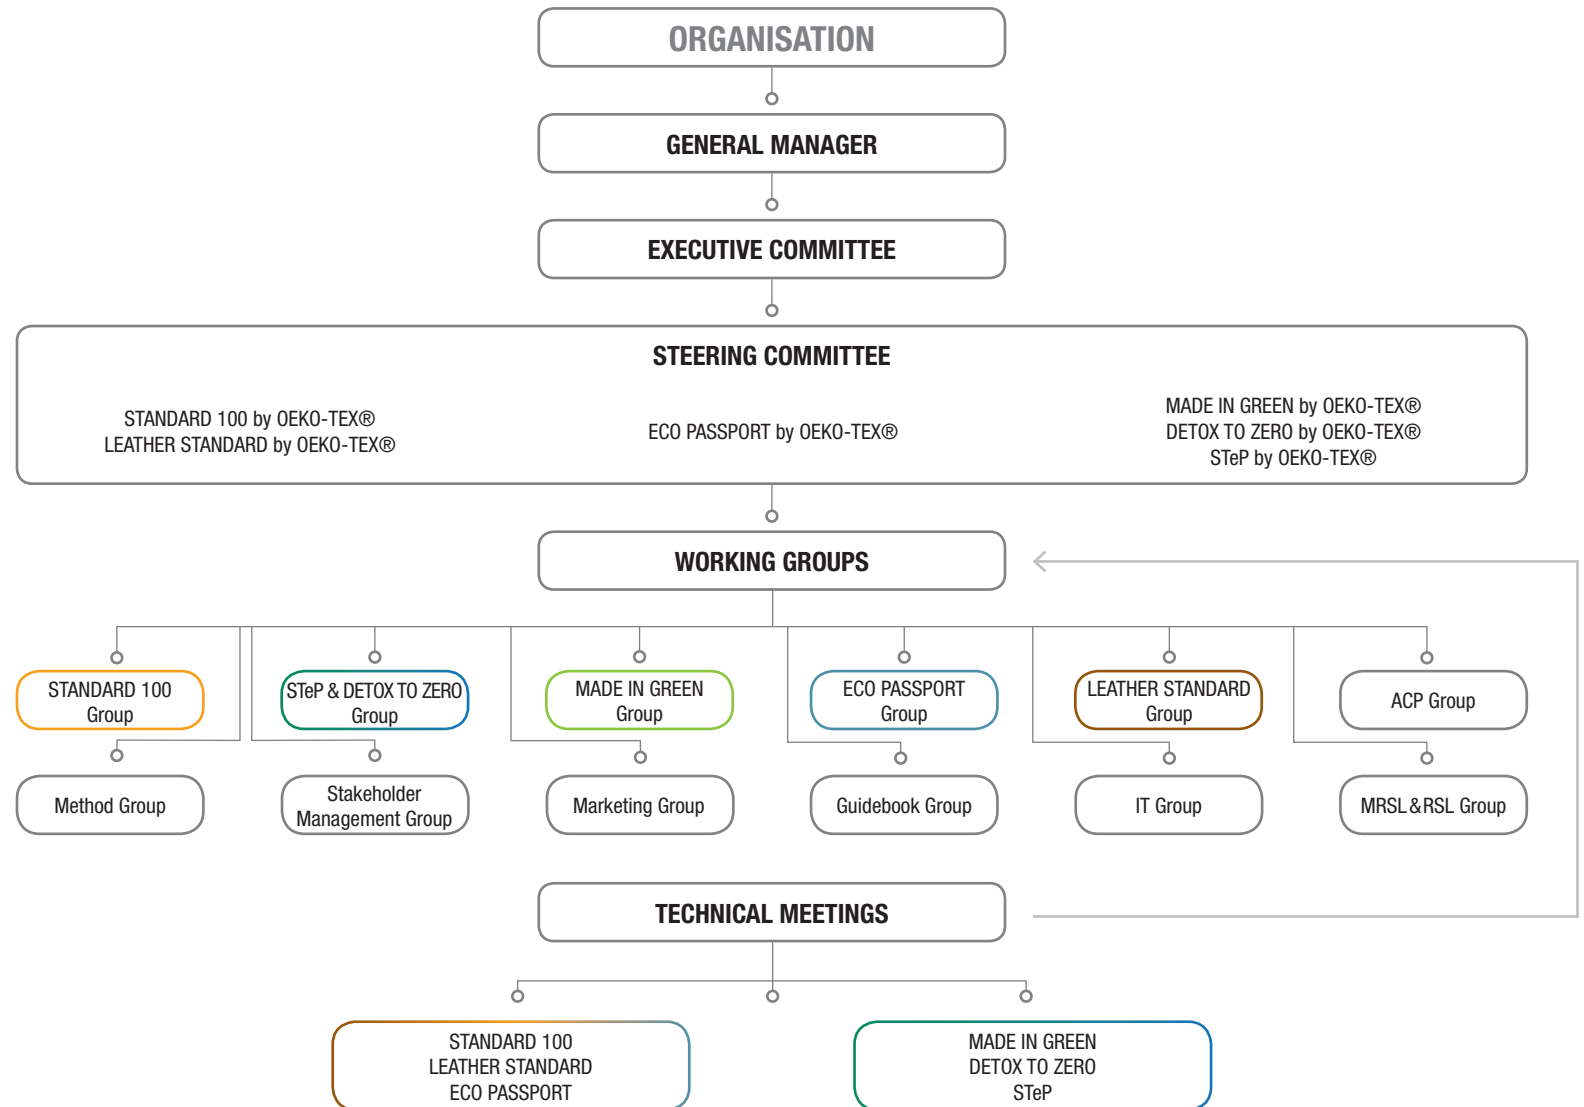 ORGANISATION
GENERAL MANAGER
EXECUTIVE COMMITTEE
STEERING COMMITTEE
STANDARD 100 by OEKO-TEX®
LEATHER STANDARD by OEKO-TEX®
ECO PASSPORT by OEKO-TEX®
MADE IN GREEN by OEKO-TEX®
DETOX TO ZERO by OEKO-TEX®
STeP by OEKO-TEX®
WORKING GROUPS
STANDARD 100
Group
STeP & DETOX TO ZERO
Group
MADE IN GREEN
Group
ECO PASSPORT
Group
LEATHER STANDARD
Group
ACP Group
Method Group
Stakeholder
Management Group
Marketing Group
Guidebook Group
IT Group
MRSL & RSL Group
TECHNICAL MEETINGS
STANDARD 100
LEATHER STANDARD
ECO PASSPORT
MADE IN GREEN
DETOX TO ZERO
STeP